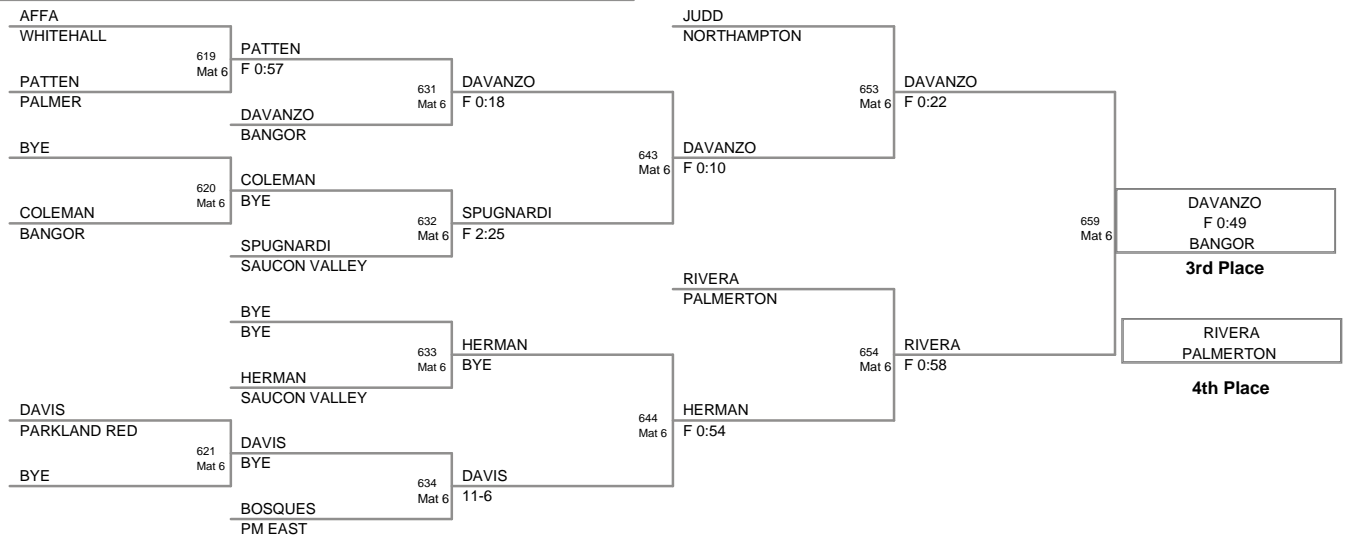 AFFA
WHITEHALL
619
Mat 6
PATTEN
F 0:57
PATTEN
PALMER
631
Mat 6
DAVANZO
F 0:18
DAVANZO
BANGOR
BYE
620
Mat 6
COLEMAN
BYE
COLEMAN
BANGOR
632
Mat 6
SPUGNARDI
F 2:25
SPUGNARDI
SAUCON VALLEY
643
Mat 6
DAVANZO
F 0:10
JUDD
NORTHAMPTON
653
Mat 6
DAVANZO
F 0:22
BYE
BYE
633
Mat 6
HERMAN
BYE
HERMAN
SAUCON VALLEY
DAVIS
PARKLAND RED
621
Mat 6
DAVIS
BYE
BYE
634
Mat 6
DAVIS
11-6
BOSQUES
PM EAST
644
Mat 6
HERMAN
F 0:54
RIVERA
PALMERTON
654
Mat 6
RIVERA
F 0:58
659
Mat 6
DAVANZO
F 0:49
BANGOR
3rd Place
RIVERA
PALMERTON
4th Place